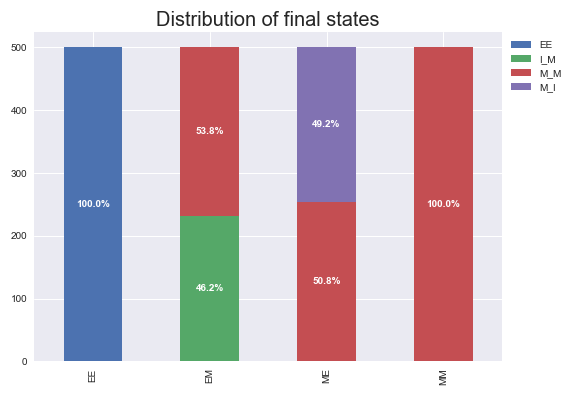 Distribution of final states
500
400
300
200
100
0
100.0%
53.8%
46.2%
49.2%
50.8%
100.0%
EE
EM
ME
MM
EE
I_M
M_M
M_I